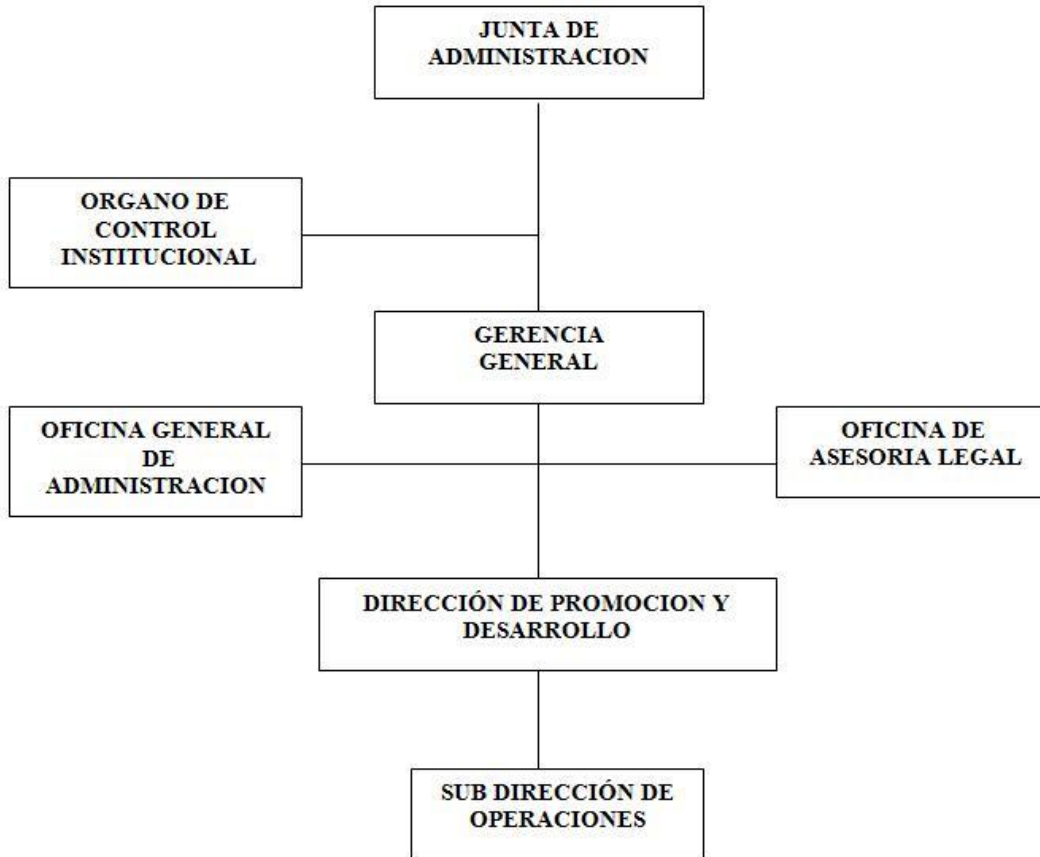 JUNTA DE
ADMINISTRACION
ORGANO DE
CONTROL
INSTITUCIONAL
GERENCIA
GENERAL
OFICINA GENERAL
DE
ADMINISTRACION
OFICINA DE
ASESORIA LEGAL
DIRECCIÓN DE PROMOCION Y
DESARROLLO
SUB DIRECCIÓN DE
OPERACIONES